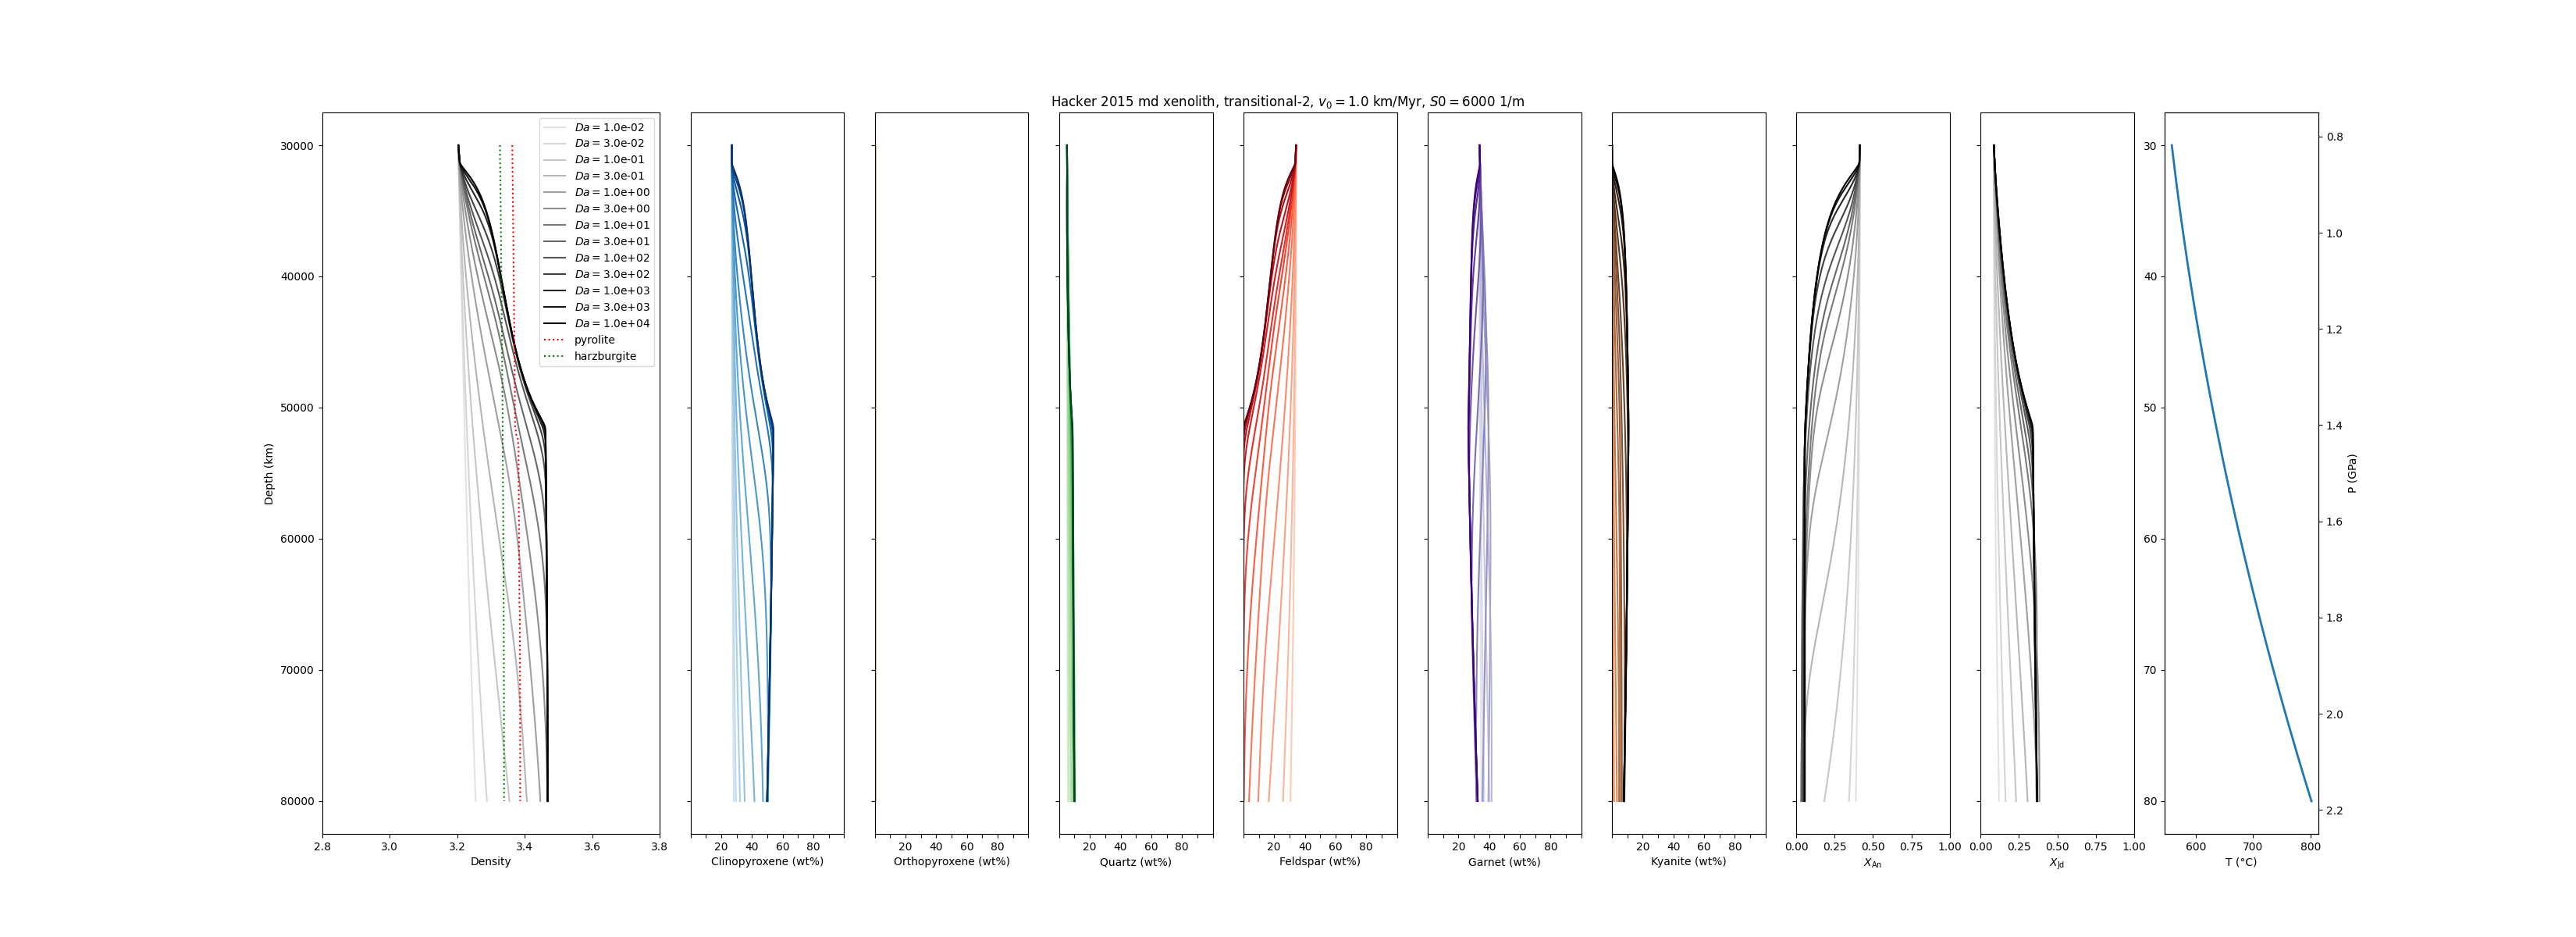 Hacker 2015 md xenolith, transitional-2, v₀ = 1.0 km/Myr, S0 = 6000 1/m
Da = 1.0e-02
Da = 3.0e-02
Da = 1.0e-01
Da = 3.0e-01
Da = 1.0e+00
Da = 3.0e+00
Da = 1.0e+01
Da = 3.0e+01
Da = 1.0e+02
Da = 3.0e+02
Da = 1.0e+03
Da = 3.0e+03
Da = 1.0e+04
pyrolite
harzburgite
Depth (km)
30000
40000
50000
60000
70000
80000
2.8 3.0 3.2 3.4 3.6 3.8
Density
20 40 60 80
Clinopyroxene (wt%)
20 40 60 80
Orthopyroxene (wt%)
20 40 60 80
Quartz (wt%)
20 40 60 80
Feldspar (wt%)
20 40 60 80
Garnet (wt%)
20 40 60 80
Kyanite (wt%)
0.00 0.25 0.50 0.75 1.00
X_An
0.00 0.25 0.50 0.75 1.00
X_Jd
30
40
50
60
70
80
600 700 800
T (°C)
0.8
1.0
1.2
1.4
1.6
1.8
2.0
2.2
P (GPa)